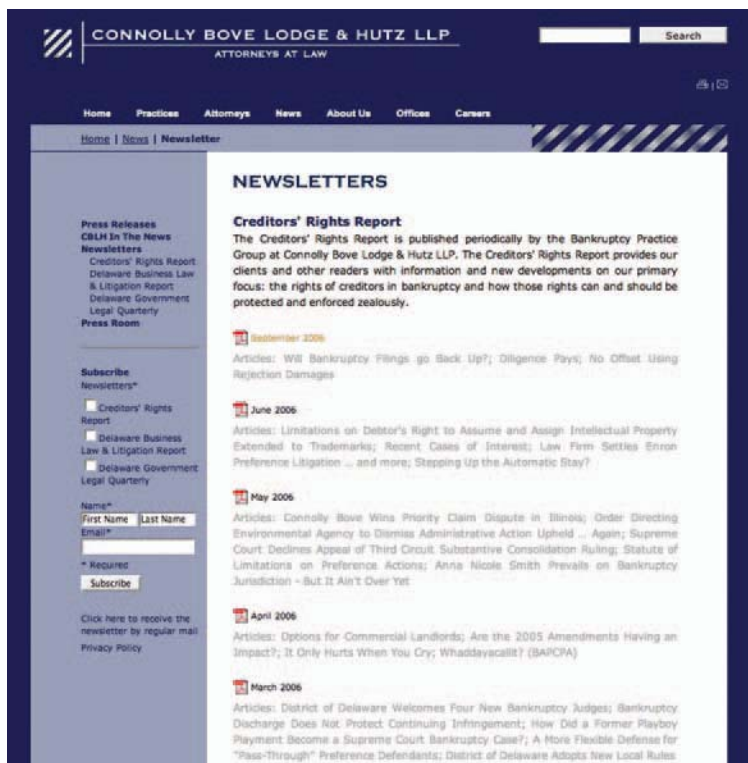 CONNOLLY BOVE LODGE & HUTZ LLP
ATTORNEYS AT LAW
Search
Home Practices Attorneys News About Us Offices Careers
Home | News | Newsletter
NEWSLETTERS
Press Releases
CBLH In The News
Newsletters
Creditors' Rights Report
Delaware Business Law
& Litigation Report
Delaware Government
Legal Quarterly
Press Room
Subscribe
Newsletters*
Creditors' Rights
Report
Delaware Business
Law & Litigation Report
Delaware Government
Legal Quarterly
Name*
First Name Last Name
Email*
* Required
Subscribe
Click here to receive the
newsletter by regular mail
Privacy Policy
Creditors' Rights Report
The Creditors' Rights Report is published periodically by the Bankruptcy Practice
Group at Connolly Bove Lodge & Hutz LLP. The Creditors' Rights Report provides our
clients and other readers with information and new developments on our primary
focus: the rights of creditors in bankruptcy and how those rights can and should be
protected and enforced zealously.
September 2006
Articles: Will Bankruptcy Filings go Back Up?; Diligence Pays; No Offset Using
Rejection Damages
June 2006
Articles: Limitations on Debtor's Right to Assume and Assign Intellectual Property
Extended to Trademarks; Recent Cases of Interest; Law Firm Settles Enron
Preference Litigation ... and more; Stepping Up the Automatic Stay?
May 2006
Articles: Connolly Bove Wins Priority Claim Dispute in Illinois; Order Directing
Environmental Agency to Dismiss Administrative Action Upheld ... Again; Supreme
Court Declines Appeal of Third Circuit Substantive Consolidation Ruling; Statute of
Limitations on Preference Actions; Anna Nicole Smith Prevails on Bankruptcy
Jurisdiction - But It Ain't Over Yet
April 2006
Articles: Options for Commercial Landlords; Are the 2005 Amendments Having an
Impact?; It Only Hurts When You Cry; Whaddayacallit? (BAPCPA)
March 2006
Articles: District of Delaware Welcomes Four New Bankruptcy Judges; Bankruptcy
Discharge Does Not Protect Continuing Infringement; How Did a Former Playboy
Playment Become a Supreme Court Bankruptcy Case?; A More Flexible Defense for
"Pass-Through" Preference Defendants; District of Delaware Adopts New Local Rules